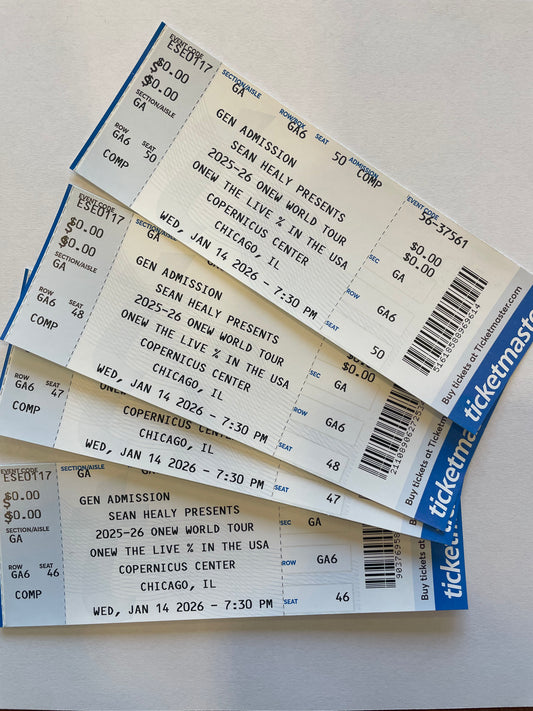 EVENT CODE
ESE0117
$0.00
$0.00
SECTION/AISLE
GA
ROW
GA6
SEAT
50
COMP
SECTION/AISLE
GA
ROW/BOX
GA6
SEAT
50
ADMISSION
COMP
GEN ADMISSION
SEAN HEALY PRESENTS
2025-26 ONEW WORLD TOUR
ONEW THE LIVE % IN THE USA
COPERNICUS CENTER
CHICAGO, IL
WED, JAN 14 2026 - 7:30 PM
EVENT CODE
56-37561
$0.00
$0.00
SEC
GA
ROW
GA6
SEAT
50
Buy tickets at Ticketmaster.com
ticketmaster
EVENT CODE
ESE0117
$0.00
$0.00
SECTION/AISLE
GA
ROW
GA6
SEAT
48
COMP
GA
GEN ADMISSION
SEAN HEALY PRESENTS
2025-26 ONEW WORLD TOUR
ONEW THE LIVE % IN THE USA
COPERNICUS CENTER
CHICAGO, IL
WED, JAN 14 2026 - 7:30 PM
$0.00
SEC
GA
ROW
GA6
SEAT
48
Buy tickets at Ticketmaster
ticketmaster
ROW
GA6
SEAT
47
COMP
COPERNICUS CENTER
CHICAGO, IL
WED, JAN 14 2026 - 7:30 PM
SEAT
47
EVENT CODE
ESE0117
$0.00
$0.00
SECTION/AISLE
GA
ROW
GA6
SEAT
46
COMP
SECTION/AISLE
GA
GEN ADMISSION
SEAN HEALY PRESENTS
2025-26 ONEW WORLD TOUR
ONEW THE LIVE % IN THE USA
COPERNICUS CENTER
CHICAGO, IL
WED, JAN 14 2026 - 7:30 PM
SEC
GA
ROW
GA6
SEAT
46
Buy tickets at
ticketm